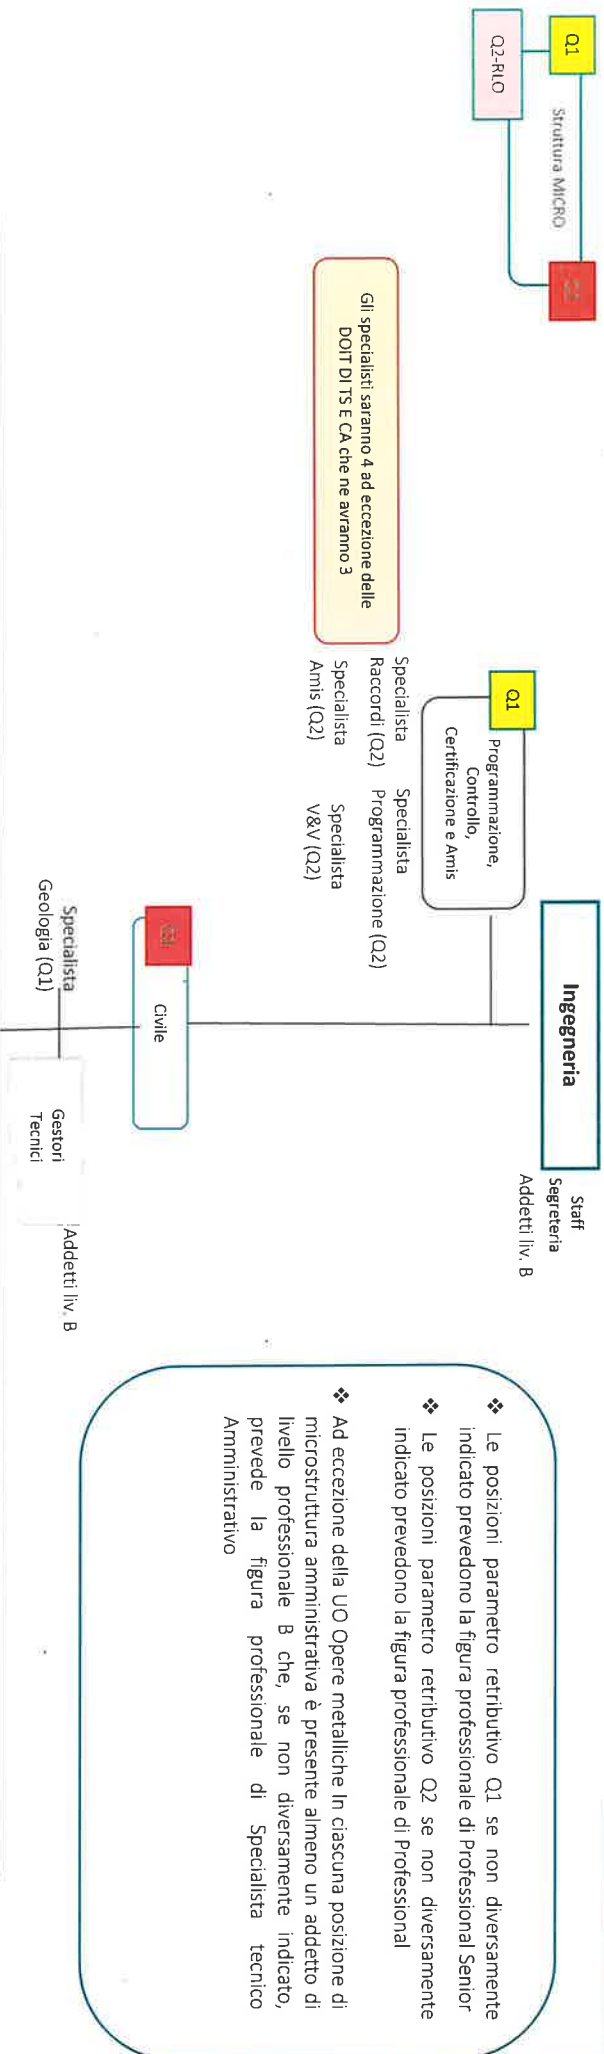 Q1
Struttura MICRO
Q2-RLO
Ingegneria
Staff
Segreteria
Addetti liv. B
Q1
Programmazione,
Controllo,
Certificazione e Amis
Specialista
Raccordi (Q2)
Specialista
Programmazione (Q2)
Specialista
Amis (Q2)
Specialista
V&V (Q2)
Gli specialisti saranno 4 ad eccezione delle
DOIT DI TS E CA che ne avranno 3
Civile
Specialista
Geologia (Q1)
Gestori
Tecnici
Addetti liv. B
❖ Le posizioni parametro retributivo Q1 se non diversamente
indicato prevedono la figura professionale di Professional Senior
❖ Le posizioni parametro retributivo Q2 se non diversamente
indicato prevedono la figura professionale di Professional
❖ Ad eccezione della UO Opere metalliche In ciascuna posizione di
microstruttura amministrativa è presente almeno un addetto di
livello professionale B che, se non diversamente indicato,
prevede la figura professionale di Specialista tecnico
Amministrativo